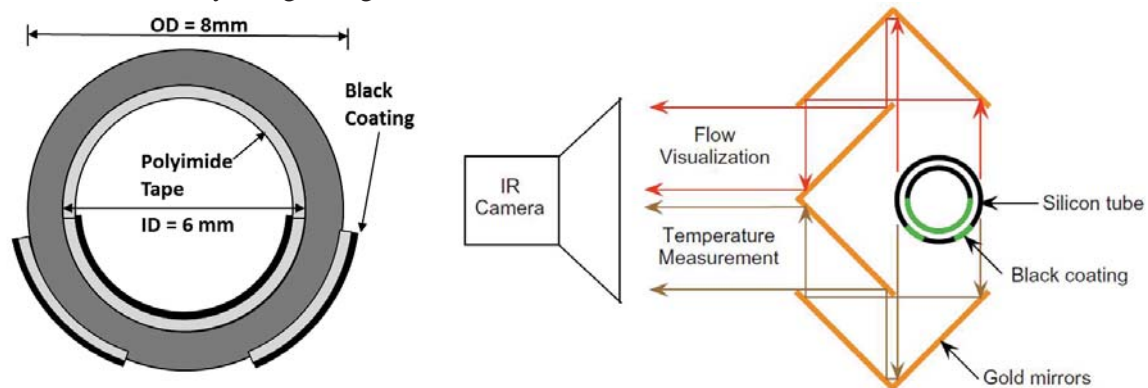 OD = 8mm
Black
Coating
Polyimide
Tape
ID = 6 mm
IR
Camera
Flow
Visualization
Temperature
Measurement
Silicon tube
Black coating
Gold mirrors